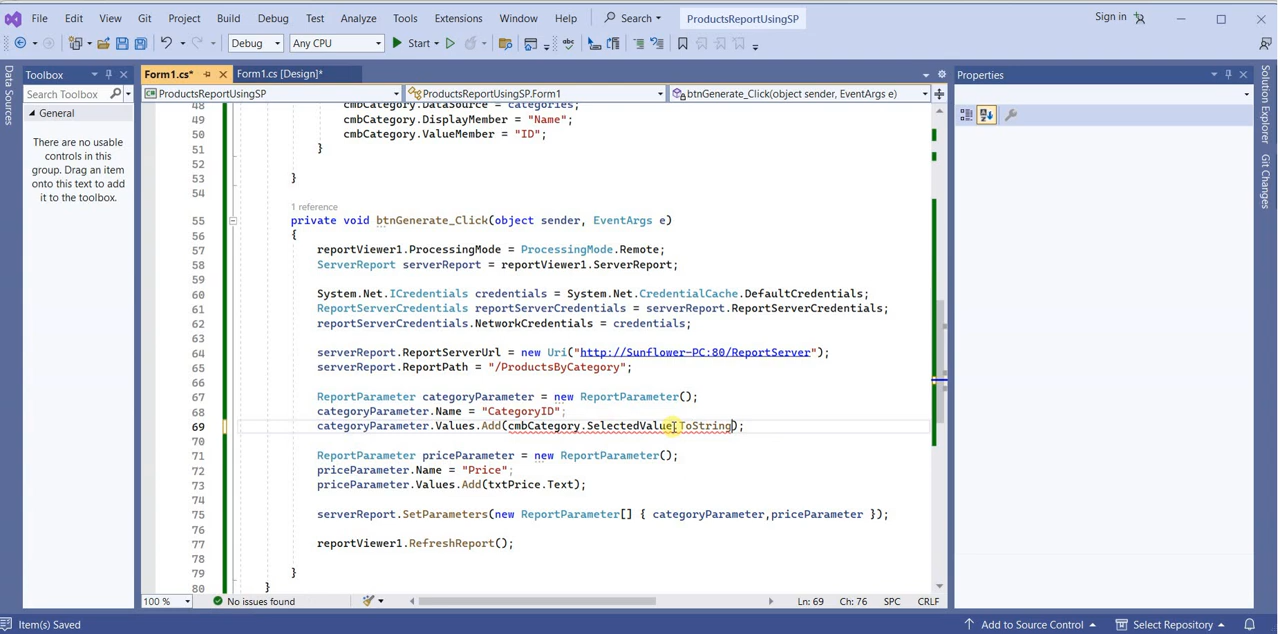 File Edit View Git Project Build Debug Test Analyze Tools Extensions Window Help Search ProductsReportUsingSP Sign in
Debug Any CPU Start
Data Sources
Toolbox
Search Toolbox
General
There are no usable
controls in this
group. Drag an item
onto this text to add
it to the toolbox.
Form1.cs* Form1.cs [Design]*
ProductsReportUsingSP ProductsReportUsingSP.Form1 btnGenerate_Click(object sender, EventArgs e)
48 cmbCategory.DataSource = categories;
49 cmbCategory.DisplayMember = "Name";
50 cmbCategory.ValueMember = "ID";
51 }
52
53 }
54
1 reference
55 private void btnGenerate_Click(object sender, EventArgs e)
56 {
57 reportViewer1.ProcessingMode = ProcessingMode.Remote;
58 ServerReport serverReport = reportViewer1.ServerReport;
59
60 System.Net.ICredentials credentials = System.Net.CredentialCache.DefaultCredentials;
61 ReportServerCredentials reportServerCredentials = serverReport.ReportServerCredentials;
62 reportServerCredentials.NetworkCredentials = credentials;
63
64 serverReport.ReportServerUrl = new Uri("http://Sunflower-PC:80/ReportServer");
65 serverReport.ReportPath = "/ProductsByCategory";
66
67 ReportParameter categoryParameter = new ReportParameter();
68 categoryParameter.Name = "CategoryID";
69 categoryParameter.Values.Add(cmbCategory.SelectedValue.ToString);
70
71 ReportParameter priceParameter = new ReportParameter();
72 priceParameter.Name = "Price";
73 priceParameter.Values.Add(txtPrice.Text);
74
75 serverReport.SetParameters(new ReportParameter[] { categoryParameter,priceParameter });
76
77 reportViewer1.RefreshReport();
78
79 }
80 }
100 % No issues found Ln: 69 Ch: 76 SPC CRLF
Properties
Solution Explorer
Git Changes
Item(s) Saved Add to Source Control Select Repository